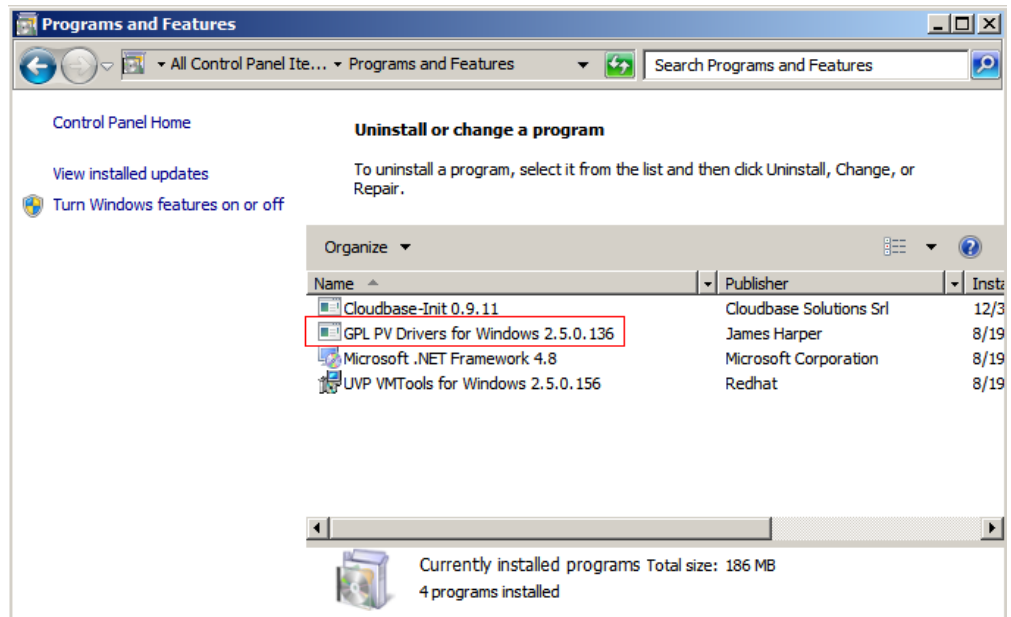 Programs and Features
All Control Panel Ite... Programs and Features
Search Programs and Features
Control Panel Home
View installed updates
Turn Windows features on or off
Uninstall or change a program
To uninstall a program, select it from the list and then click Uninstall, Change, or
Repair.
Organize
Name Publisher Insta
Cloudbase-Init 0.9.11 Cloudbase Solutions Srl 12/3
GPL PV Drivers for Windows 2.5.0.136 James Harper 8/19
Microsoft .NET Framework 4.8 Microsoft Corporation 8/19
UVP VMTools for Windows 2.5.0.156 Redhat 8/19
Currently installed programs Total size: 186 MB
4 programs installed